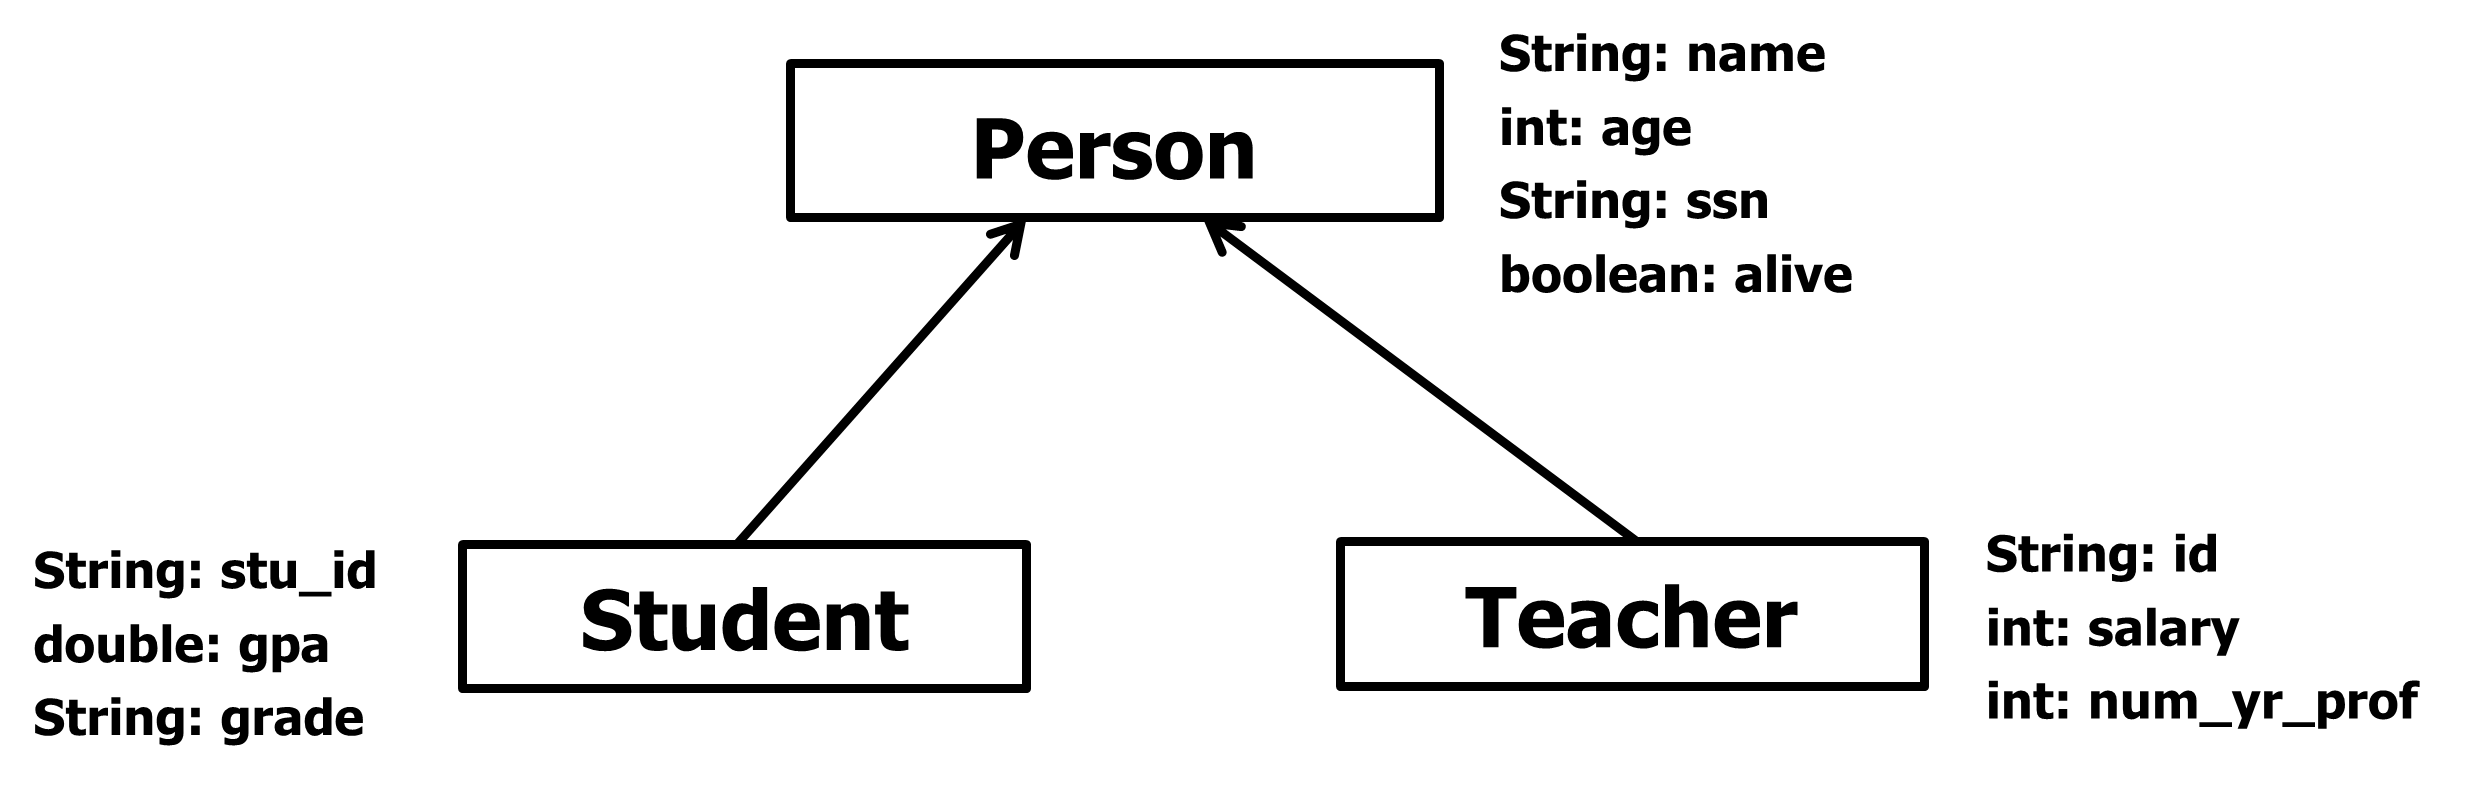 Person
String: name
int: age
String: ssn
boolean: alive
String: stu_id
double: gpa
String: grade
Student
Teacher
String: id
int: salary
int: num_yr_prof